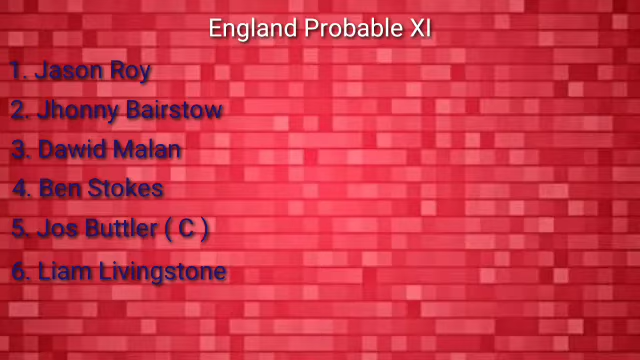 England Probable XI
1. Jason Roy
2. Jhonny Bairstow
3. Dawid Malan
4. Ben Stokes
5. Jos Buttler ( C )
6. Liam Livingstone